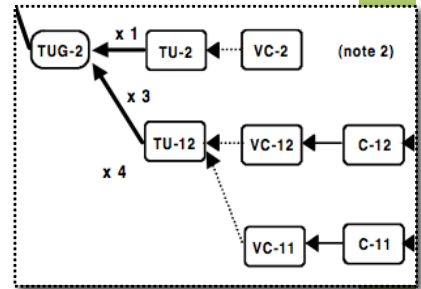 x 1
TUG-2 TU-2 VC-2 (note 2)
x 3
TU-12 VC-12 C-12
x 4
VC-11 C-11